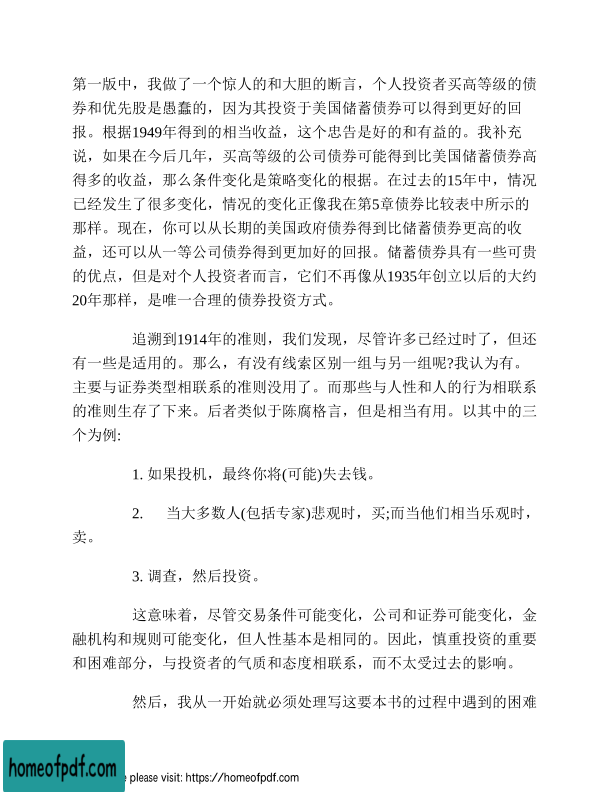 第一版中，我做了一个惊人的和大胆的断言，个人投资者买高等级的债
券和优先股是愚蠢的，因为其投资于美国储蓄债券可以得到更好的回
报。根据1949年得到的相当收益，这个忠告是好的和有益的。我补充
说，如果在今后几年，买高等级的公司债券可能得到比美国储蓄债券高
得多的收益，那么条件变化是策略变化的根据。在过去的15年中，情况
已经发生了很多变化，情况的变化正像我在第5章债券比较表中所示的
那样。现在，你可以从长期的美国政府债券得到比储蓄债券更高的收
益，还可以从一等公司债券得到更加好的回报。储蓄债券具有一些可贵
的优点，但是对个人投资者而言，它们不再像从1935年创立以后的大约
20年那样，是唯一合理的债券投资方式。
追溯到1914年的准则，我们发现，尽管许多已经过时了，但还
有一些是适用的。那么，有没有线索区别一组与另一组呢?我认为有。
主要与证券类型相联系的准则没用了。而那些与人性和人的行为相联系
的准则生存了下来。后者类似于陈腐格言，但是相当有用。以其中的三
个为例:
1. 如果投机，最终你将(可能)失去钱。
2. 当大多数人(包括专家)悲观时，买;而当他们相当乐观时，
卖。
3. 调查，然后投资。
这意味着，尽管交易条件可能变化，公司和证券可能变化，金
融机构和规则可能变化，但人性基本是相同的。因此，慎重投资的重要
和困难部分，与投资者的气质和态度相联系，而不太受过去的影响。
然后，我从一开始就必须处理写这要本书的过程中遇到的困难
homeofpdf.com
e please visit: https://homeofpdf.com